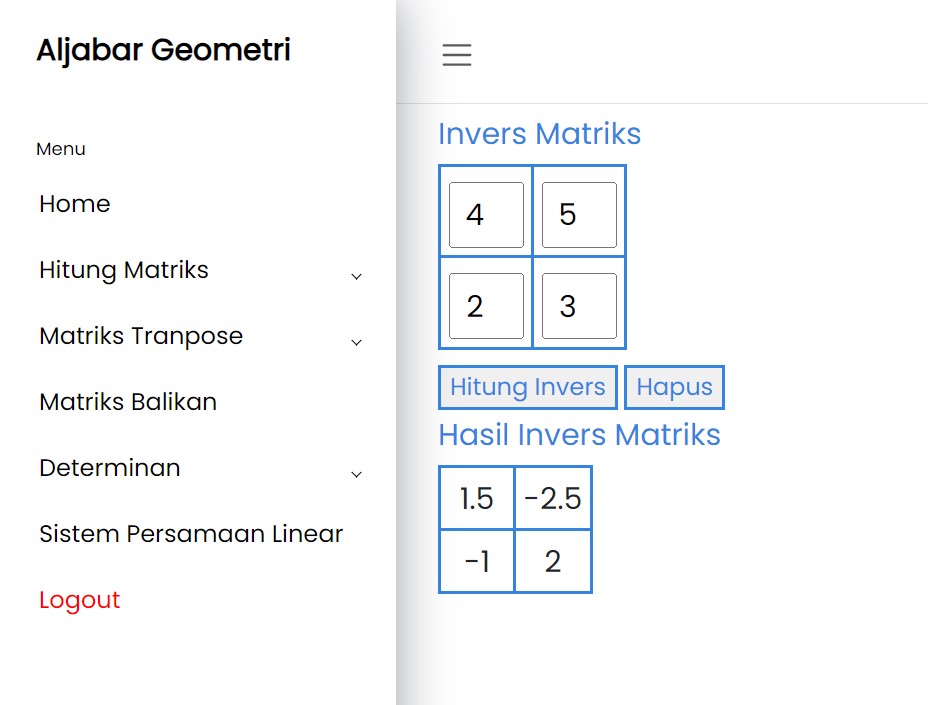 Aljabar Geometri
Menu
Home
Hitung Matriks
Matriks Tranpose
Matriks Balikan
Determinan
Sistem Persamaan Linear
Logout
Invers Matriks
4 5
2 3
Hitung Invers Hapus
Hasil Invers Matriks
1.5 -2.5
-1 2